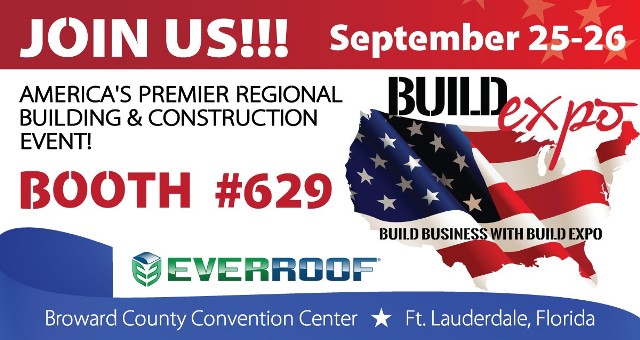 JOIN US!!!
September 25-26
AMERICA'S PREMIER REGIONAL
BUILDING & CONSTRUCTION
EVENT!
BOOTH #629
BUILD
expo
BUILD BUSINESS WITH BUILD EXPO
EVERROOF®
Broward County Convention Center ★ Ft. Lauderdale, Florida